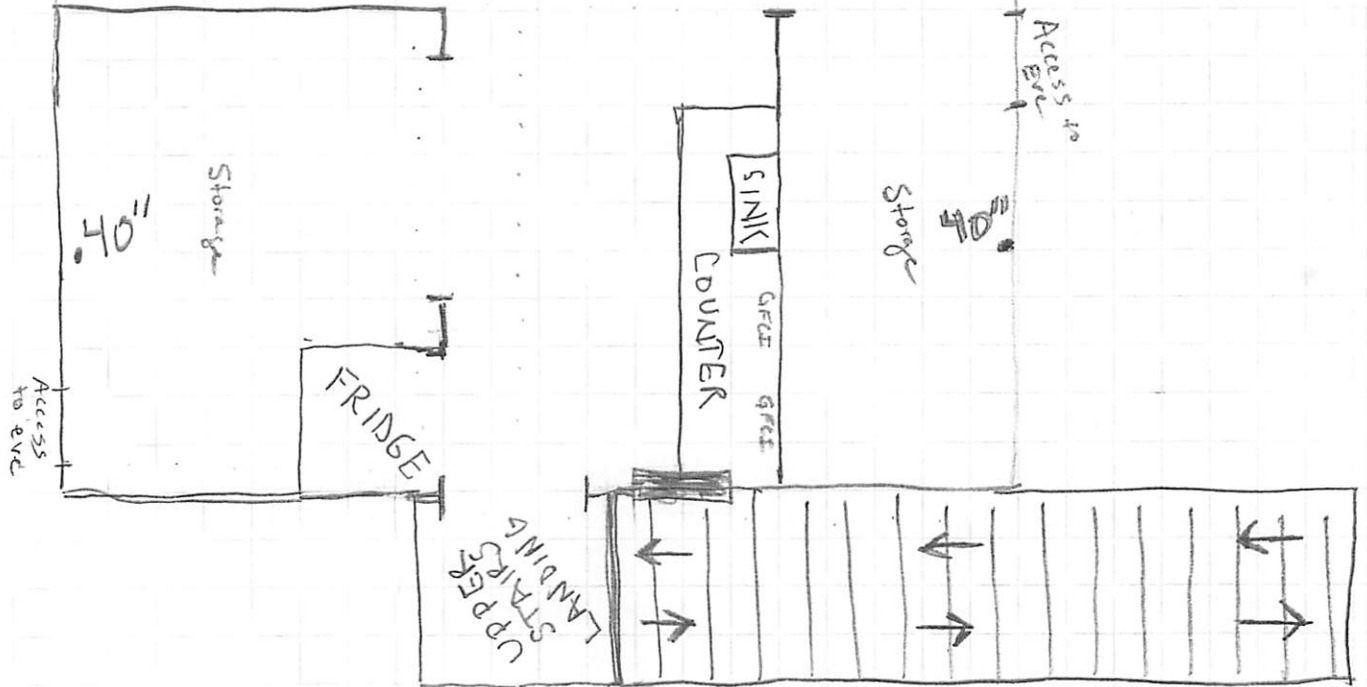 Access to
Eve
Storage
.40"
SINK
Storage
40"
COUNTER
GFCI
GFCI
FRIDGE
Access
to eve
UPPER
STAIRS
LANDING